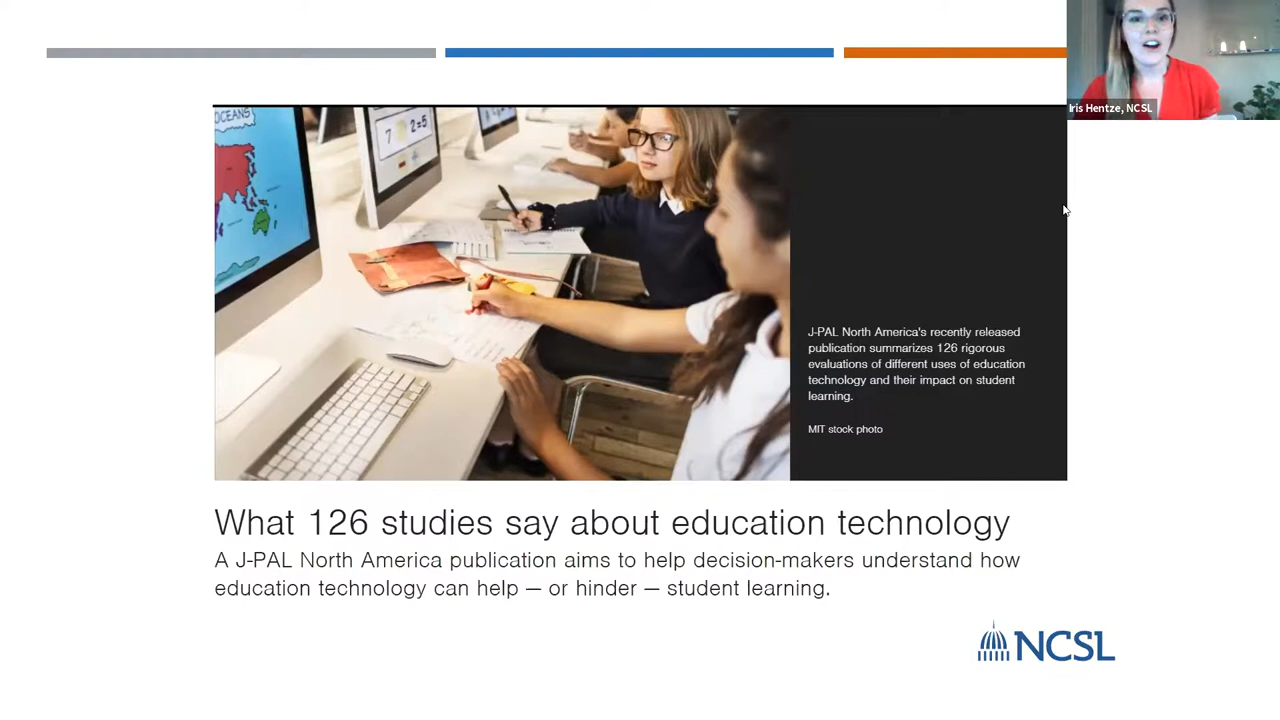 Iris Hentze, NCSL
OCEANS
7
2=5
J-PAL North America's recently released
publication summarizes 126 rigorous
evaluations of different uses of education
technology and their impact on student
learning.
MIT stock photo
What 126 studies say about education technology
A J-PAL North America publication aims to help decision-makers understand how
education technology can help — or hinder — student learning.
NCSL